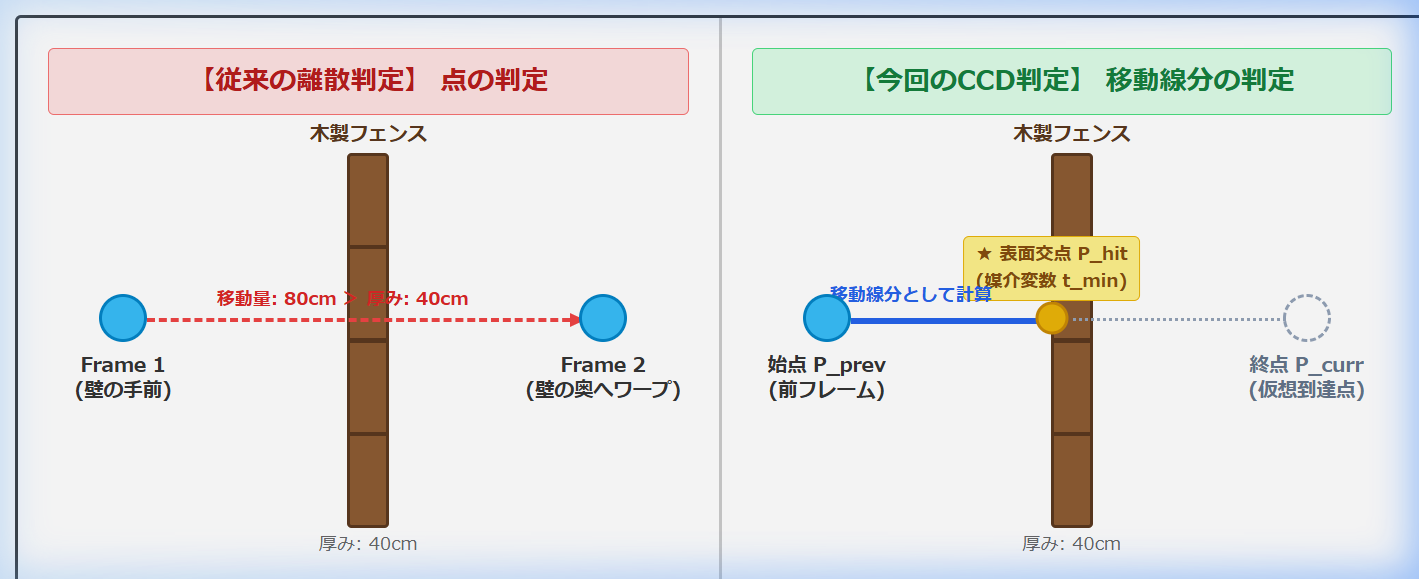 【従来の離散判定】 点の判定
木製フェンス
移動量: 80cm > 厚み: 40cm
Frame 1
(壁の手前)
Frame 2
(壁の奥へワープ)
厚み: 40cm
【今回のCCD判定】 移動線分の判定
木製フェンス
★ 表面交点 P_hit
(媒介変数 t_min)
移動線分として計算
始点 P_prev
(前フレーム)
終点 P_curr
(仮想到達点)
厚み: 40cm